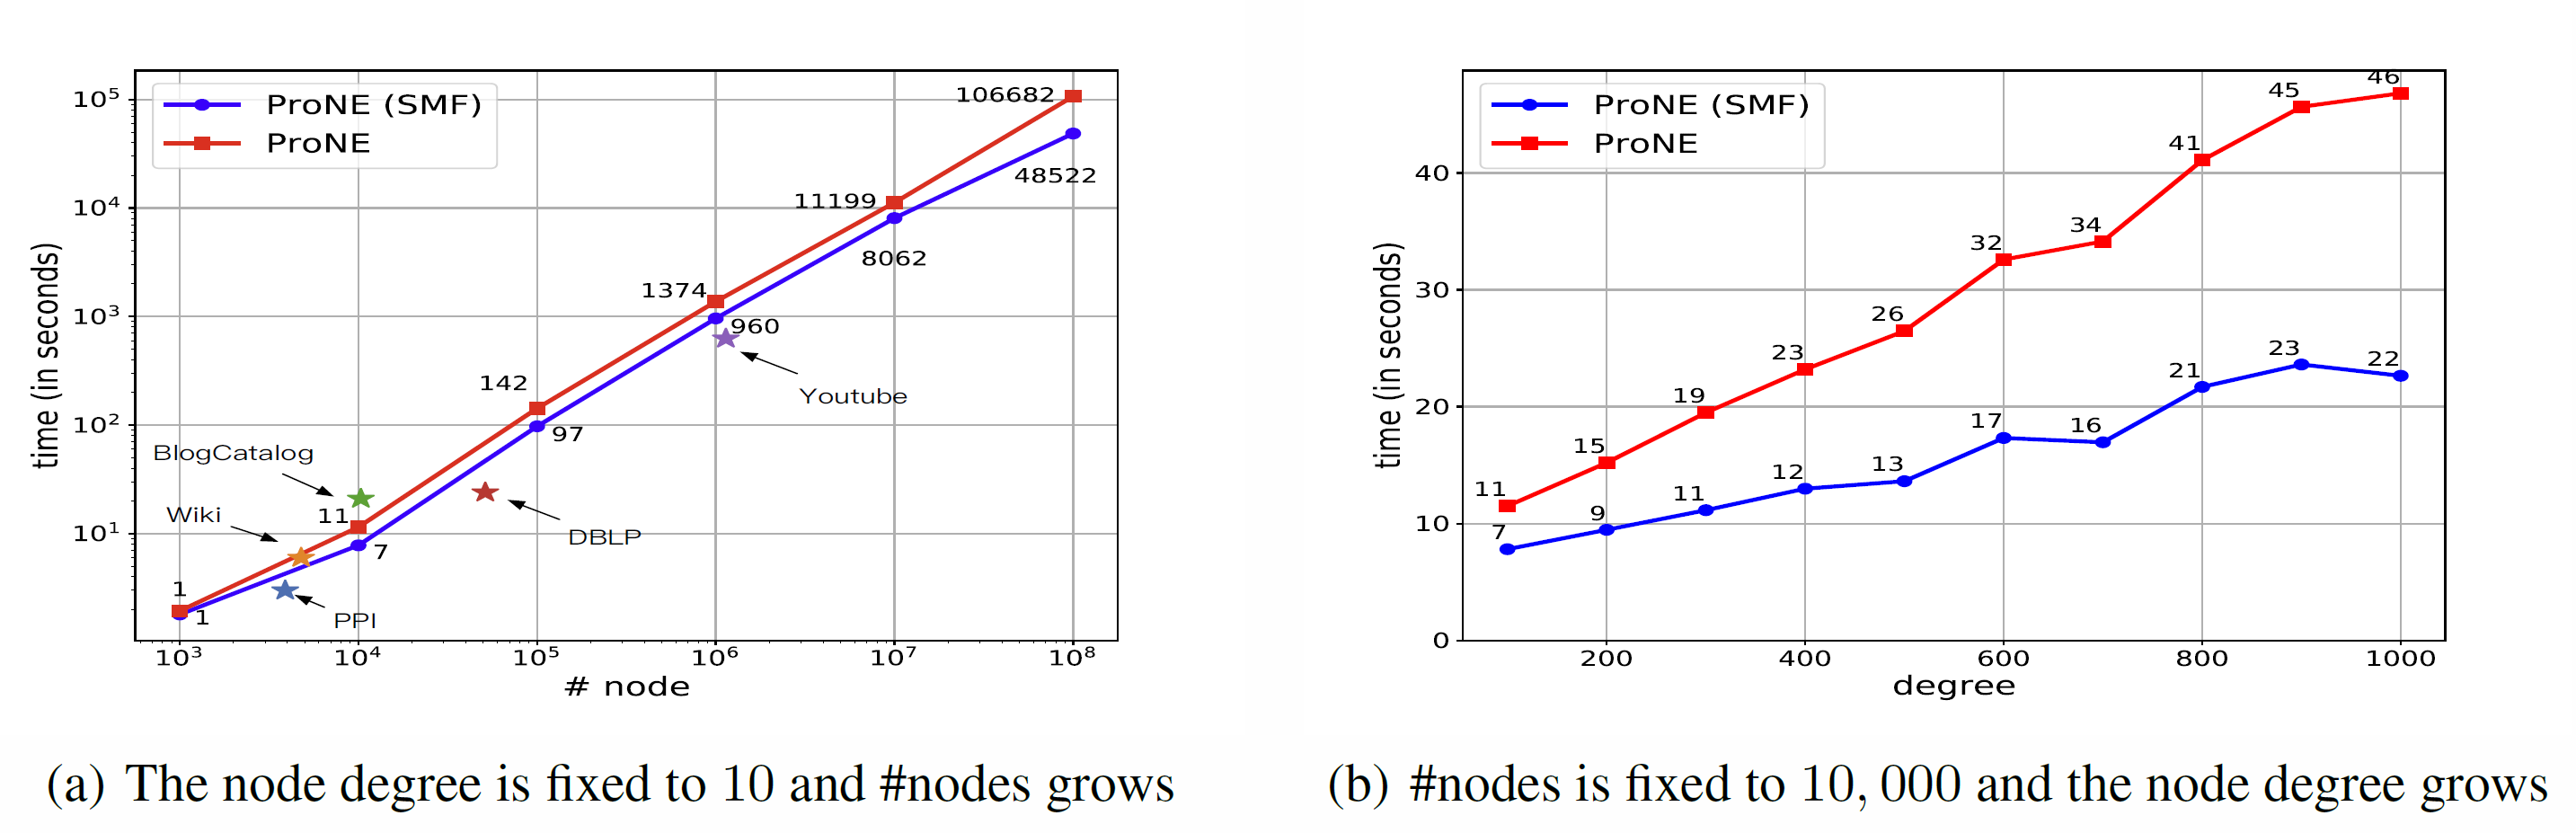 ProNE (SMF)
ProNE
10⁵
10⁴
10³
10²
10¹
time (in seconds)
106682
48522
11199
8062
1374
960
Youtube
142
97
BlogCatalog
Wiki
11
7
DBLP
1
1
PPI
10³ 10⁴ 10⁵ 10⁶ 10⁷ 10⁸
# node
(a) The node degree is fixed to 10 and #nodes grows
ProNE (SMF)
ProNE
40
30
20
10
0
time (in seconds)
11 15 19 23 26 32 34 41 45 46
7 9 11 12 13 17 16 21 23 22
200 400 600 800 1000
degree
(b) #nodes is fixed to 10, 000 and the node degree grows